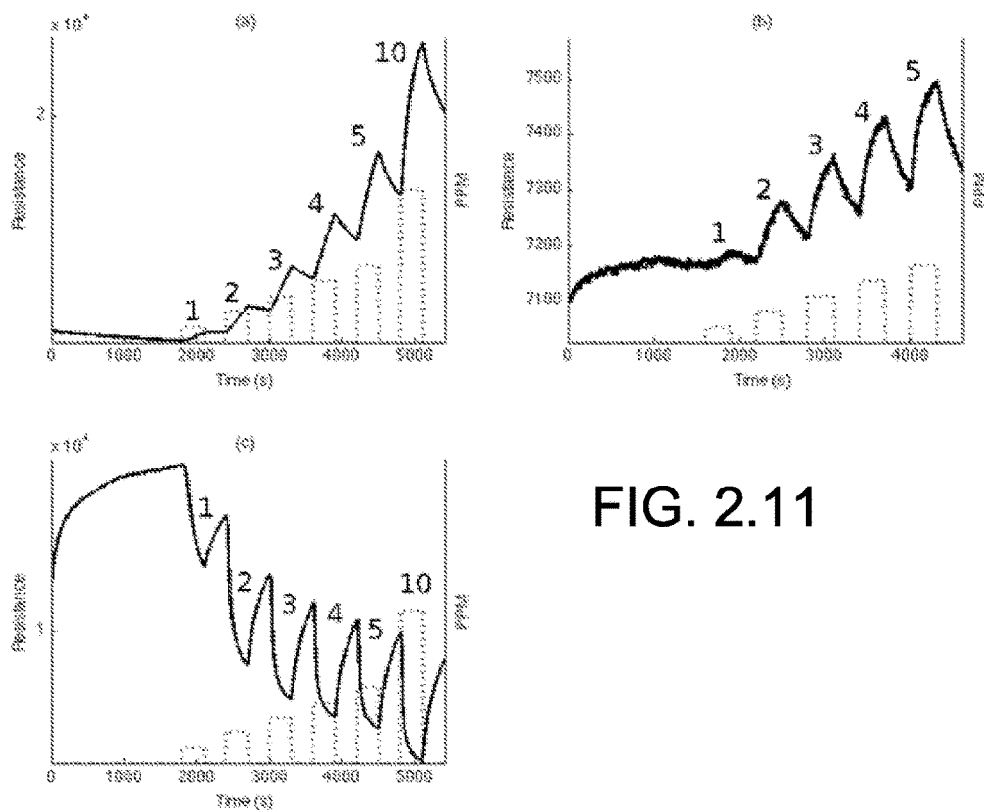 x 10⁴
(a)
10
5
2
4
3
2
1
Resistance
PPM
0 1000 2000 3000 4000 5000
Time (s)
(b)
5
7500
4
7400
3
2
7300
1
7200
7100
Resistance
PPM
0 1000 2000 3000 4000
Time (s)
x 10⁴
(c)
1
2
3
4
5
10
1
Resistance
PPM
0 1000 2000 3000 4000 5000
Time (s)
FIG. 2.11